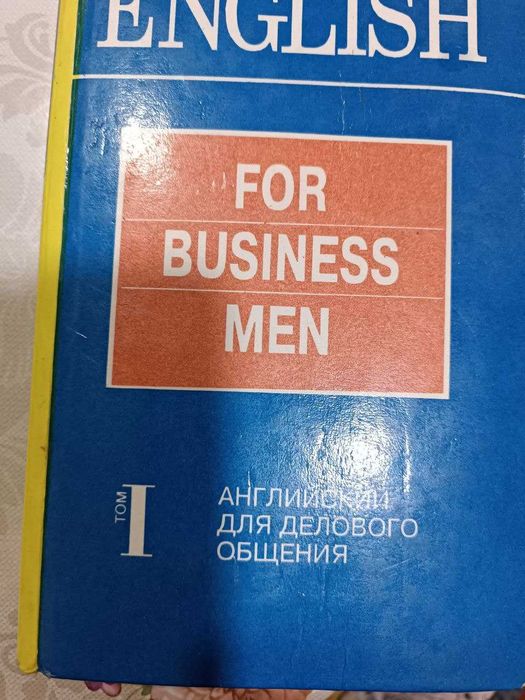 ENGLISH
FOR
BUSINESS
MEN
ТОМ I
АНГЛИЙСКИЙ
ДЛЯ ДЕЛОВОГО
ОБЩЕНИЯ